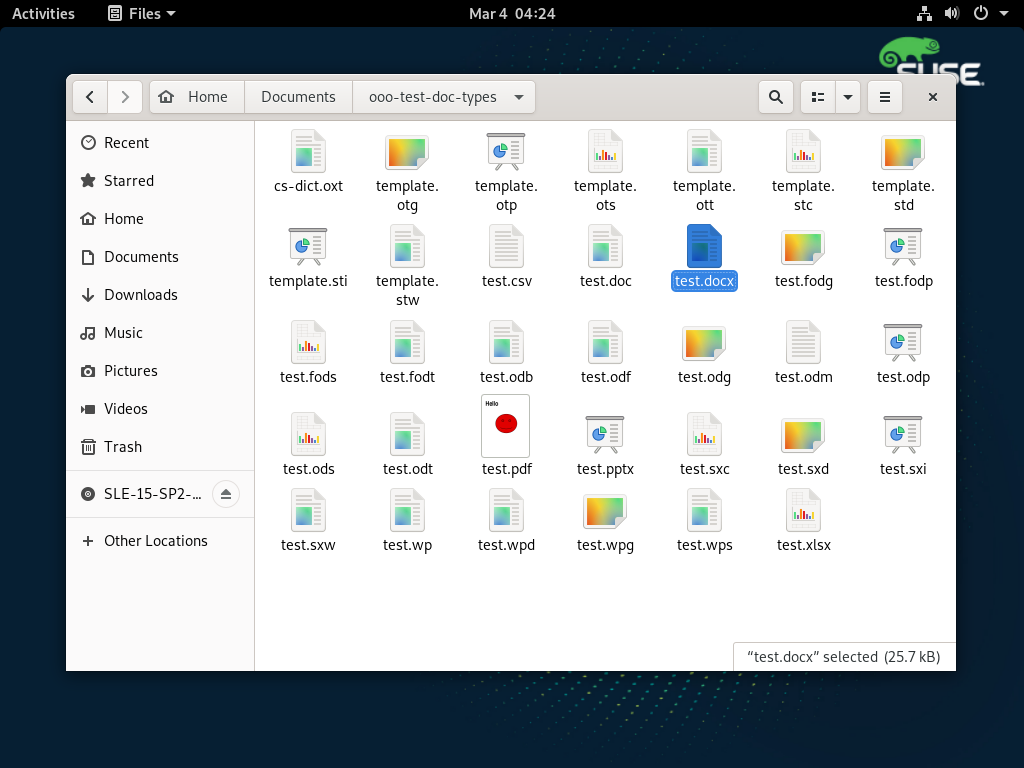 Activities Files Mar 4 04:24
SUSE
Home Documents ooo-test-doc-types
Recent
Starred
Home
Documents
Downloads
Music
Pictures
Videos
Trash
SLE-15-SP2-...
Other Locations
cs-dict.oxt template. template. template. template. template. template.
otg otp ots ott stc std
template.sti template. test.csv test.doc test.docx test.fodg test.fodp
stw
test.fods test.fodt test.odb test.odf test.odg test.odm test.odp
Hello
test.ods test.odt test.pdf test.pptx test.sxc test.sxd test.sxi
test.sxw test.wp test.wpd test.wpg test.wps test.xlsx
“test.docx” selected (25.7 kB)